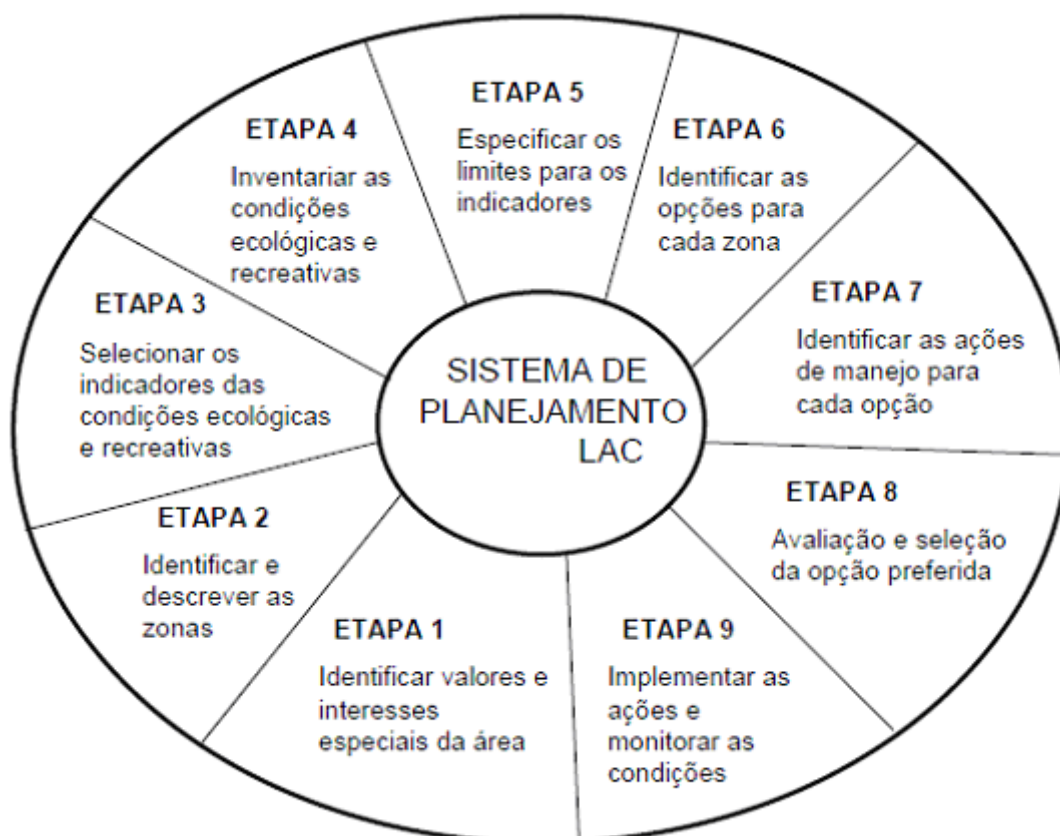 SISTEMA DE
PLANEJAMENTO
LAC
ETAPA 1
Identificar valores e
interesses
especiais da área
ETAPA 2
Identificar e
descrever as
zonas
ETAPA 3
Selecionar os
indicadores das
condições ecológicas
e recreativas
ETAPA 4
Inventariar as
condições
ecológicas e
recreativas
ETAPA 5
Especificar os
limites para os
indicadores
ETAPA 6
Identificar as
opções para
cada zona
ETAPA 7
Identificar as ações
de manejo para
cada opção
ETAPA 8
Avaliação e seleção
da opção preferida
ETAPA 9
Implementar as
ações e
monitorar as
condições